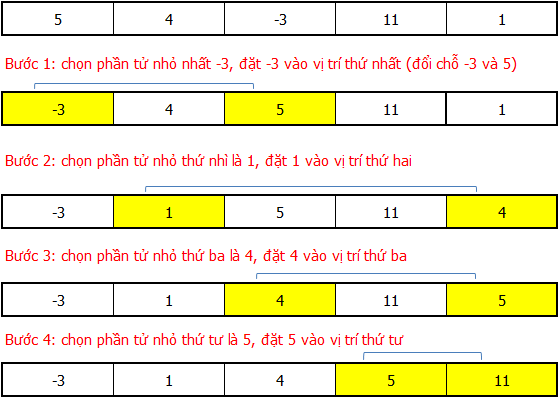 5 4 -3 11 1
Bước 1: chọn phần tử nhỏ nhất -3, đặt -3 vào vị trí thứ nhất (đổi chỗ -3 và 5)
-3 4 5 11 1
Bước 2: chọn phần tử nhỏ thứ nhì là 1, đặt 1 vào vị trí thứ hai
-3 1 5 11 4
Bước 3: chọn phần tử nhỏ thứ ba là 4, đặt 4 vào vị trí thứ ba
-3 1 4 11 5
Bước 4: chọn phần tử nhỏ thứ tư là 5, đặt 5 vào vị trí thứ tư
-3 1 4 5 11